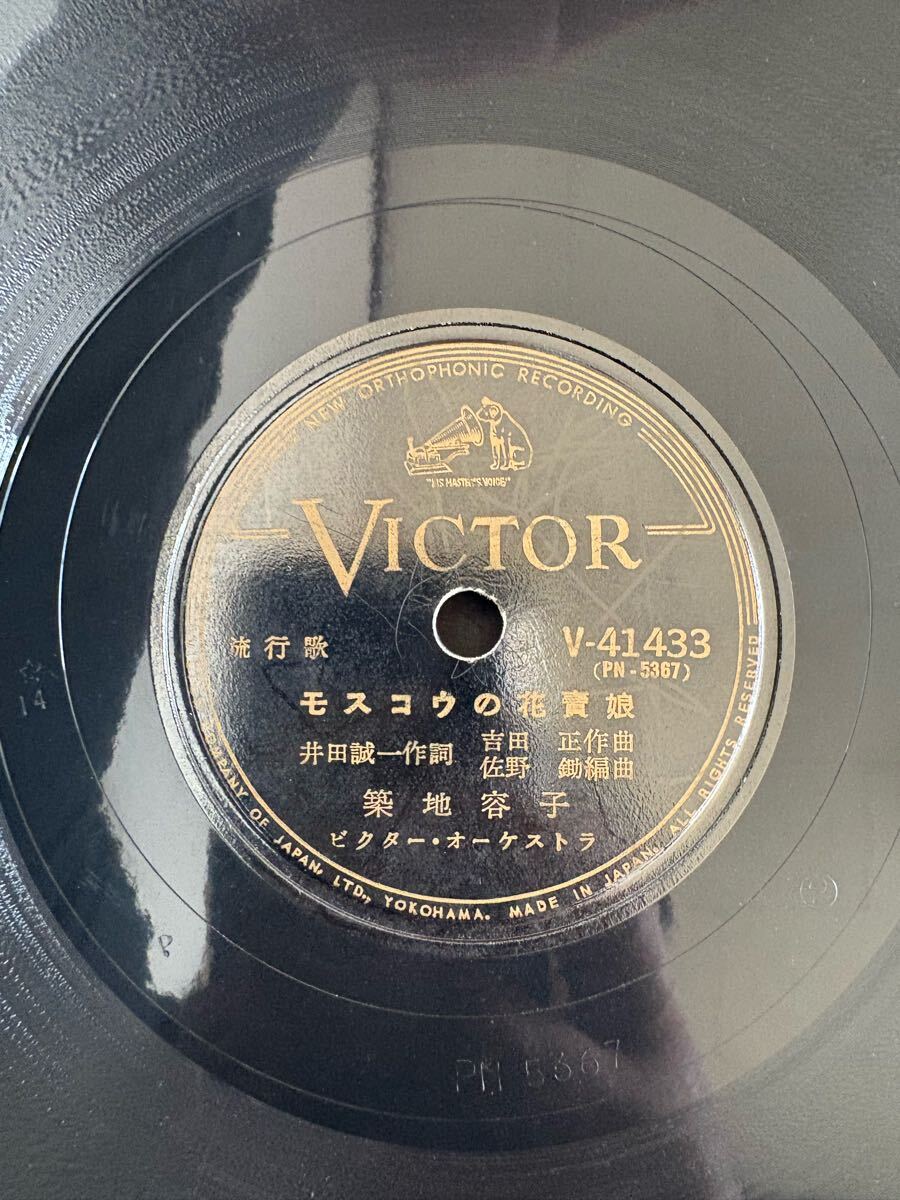 NEW ORTHOPHONIC RECORDING
"HIS MASTER'S VOICE"
VICTOR
流行歌
V-41433
(PN-5367)
モスコウの花賣娘
井田誠一作詞
吉田 正作曲
佐野 鋤編曲
築地容子
ビクター・オーケストラ
COMPANY OF JAPAN, LTD., YOKOHAMA. MADE IN JAPAN. ALL RIGHTS RESERVED
14
PN 5367